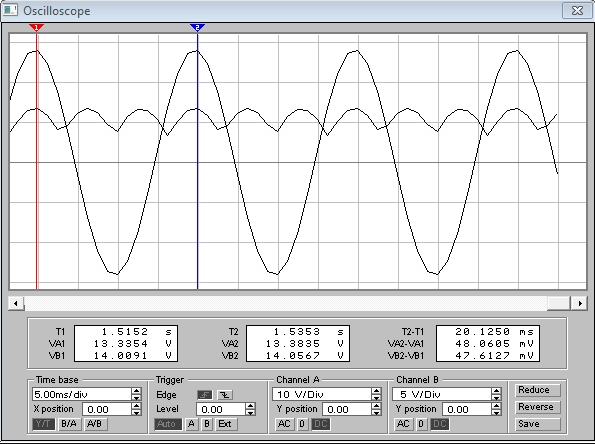 Oscilloscope
1 2
T1 1.5152 s T2 1.5353 s T2-T1 20.1250 ms
VA1 13.3354 V VA2 13.3835 V VA2-VA1 48.0605 mV
VB1 14.0091 V VB2 14.0567 V VB2-VB1 47.6127 mV
Time base Trigger Channel A Channel B
5.00ms/div Edge 10 V/Div 5 V/Div Reduce
X position 0.00 Level 0.00 Y position 0.00 Y position 0.00 Reverse
Y/T B/A A/B Auto A B Ext AC 0 DC AC 0 DC Save